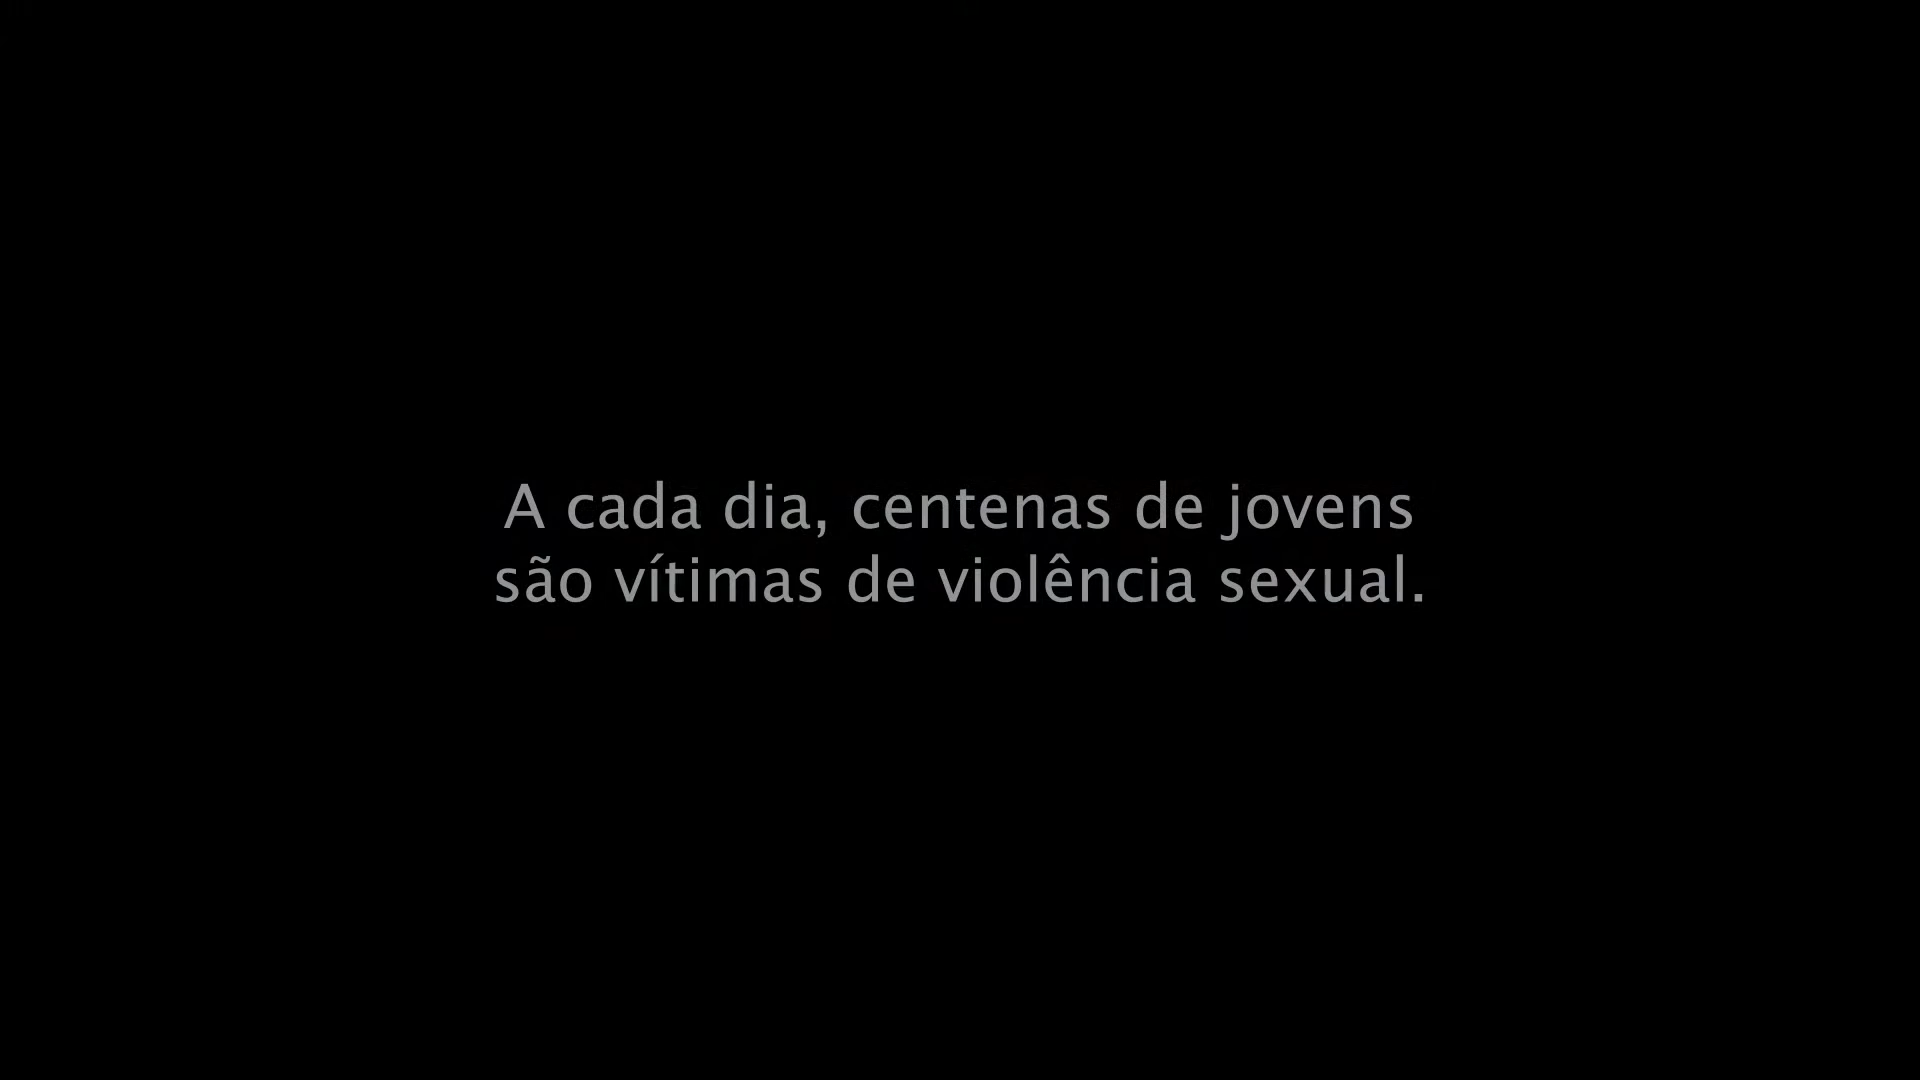 A cada dia, centenas de jovens
são vítimas de violência sexual.